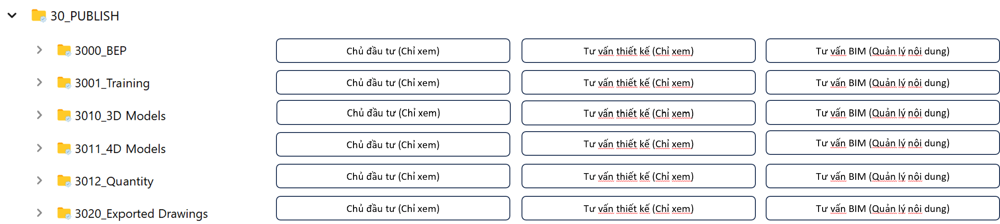 30_PUBLISH
3000_BEP Chủ đầu tư (Chỉ xem) Tư vấn thiết kế (Chỉ xem) Tư vấn BIM (Quản lý nội dung)
3001_Training Chủ đầu tư (Chỉ xem) Tư vấn thiết kế (Chỉ xem) Tư vấn BIM (Quản lý nội dung)
3010_3D Models Chủ đầu tư (Chỉ xem) Tư vấn thiết kế (Chỉ xem) Tư vấn BIM (Quản lý nội dung)
3011_4D Models Chủ đầu tư (Chỉ xem) Tư vấn thiết kế (Chỉ xem) Tư vấn BIM (Quản lý nội dung)
3012_Quantity Chủ đầu tư (Chỉ xem) Tư vấn thiết kế (Chỉ xem) Tư vấn BIM (Quản lý nội dung)
3020_Exported Drawings Chủ đầu tư (Chỉ xem) Tư vấn thiết kế (Chỉ xem) Tư vấn BIM (Quản lý nội dung)